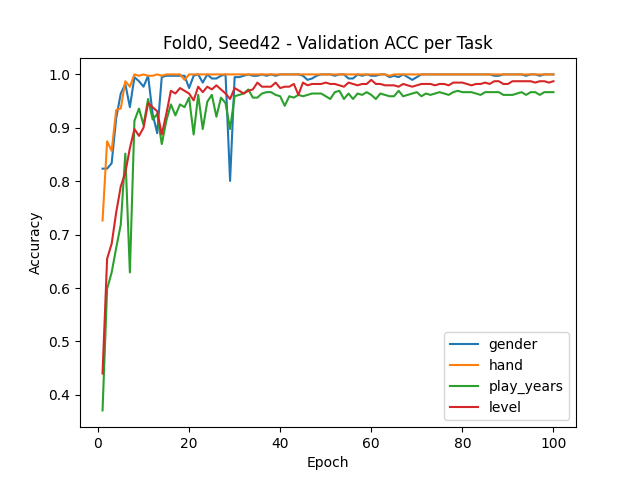 Fold0, Seed42 - Validation ACC per Task
1.0
0.9
0.8
0.7
0.6
0.5
0.4
Accuracy
0
20
40
60
80
100
Epoch
gender
hand
play_years
level